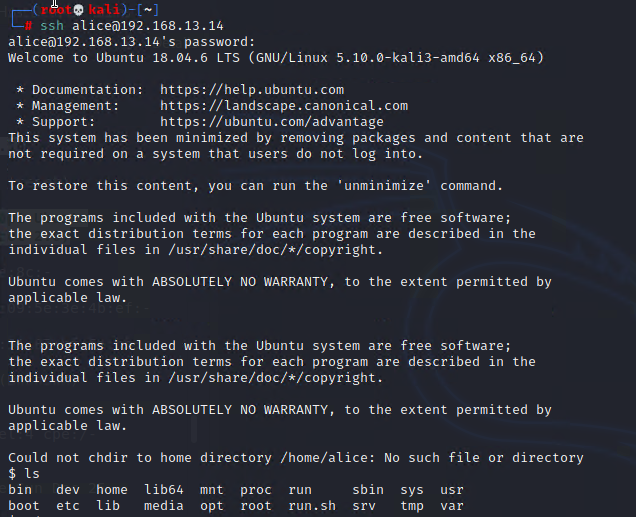 (root💀kali)-[~]
# ssh alice@192.168.13.14
alice@192.168.13.14's password:
Welcome to Ubuntu 18.04.6 LTS (GNU/Linux 5.10.0-kali3-amd64 x86_64)
* Documentation:  https://help.ubuntu.com
* Management:     https://landscape.canonical.com
* Support:        https://ubuntu.com/advantage
This system has been minimized by removing packages and content that are
not required on a system that users do not log into.
To restore this content, you can run the 'unminimize' command.
The programs included with the Ubuntu system are free software;
the exact distribution terms for each program are described in the
individual files in /usr/share/doc/*/copyright.
Ubuntu comes with ABSOLUTELY NO WARRANTY, to the extent permitted by
applicable law.
The programs included with the Ubuntu system are free software;
the exact distribution terms for each program are described in the
individual files in /usr/share/doc/*/copyright.
Ubuntu comes with ABSOLUTELY NO WARRANTY, to the extent permitted by
applicable law.
Could not chdir to home directory /home/alice: No such file or directory
$ ls
bin   dev  home  lib64  mnt  proc  run     sbin  sys  usr
boot  etc  lib   media  opt  root  run.sh  srv   tmp  var